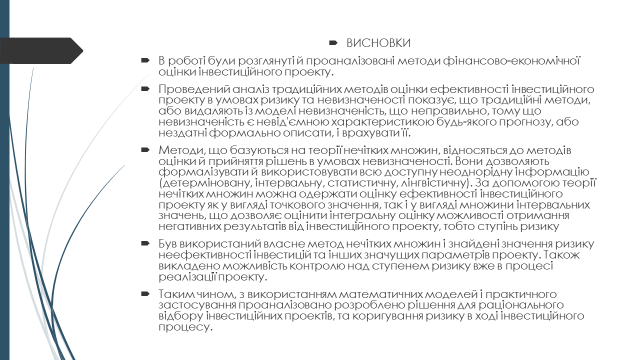 ВИСНОВКИ
В роботі були розглянуті й проаналізовані методи фінансово-економічної
оцінки інвестиційного проекту.
Проведений аналіз традиційних методів оцінки ефективності інвестиційного
проекту в умовах ризику та невизначеності показує, що традиційні методи,
або видаляють із моделі невизначеність, що неправильно, тому що
невизначеність є невід'ємною характеристикою будь-якого прогнозу, або
нездатні формально описати, і врахувати її.
Методи, що базуються на теорії нечітких множин, відносяться до методів
оцінки й прийняття рішень в умовах невизначеності. Вони дозволяють
формалізувати й використовувати всю доступну неоднорідну інформацію
(детерміновану, інтервальну, статистичну, лінгвістичну). За допомогою теорії
нечітких множин можна одержати оцінку ефективності інвестиційного
проекту як у вигляді точкового значення, так і у вигляді множини інтервальних
значень, що дозволяє оцінити інтегральну оцінку можливості отримання
негативних результатів від інвестиційного проекту, тобто ступінь ризику
Був використаний власне метод нечітких множин і знайдені значення ризику
неефективності інвестицій та інших значущих параметрів проекту. Також
викладено можливість контролю над ступенем ризику вже в процесі
реалізації проекту.
Таким чином, з використанням математичних моделей і практичного
застосування проаналізовано розроблено рішення для раціонального
відбору інвестиційних проектів, та коригування ризику в ході інвестиційного
процесу.